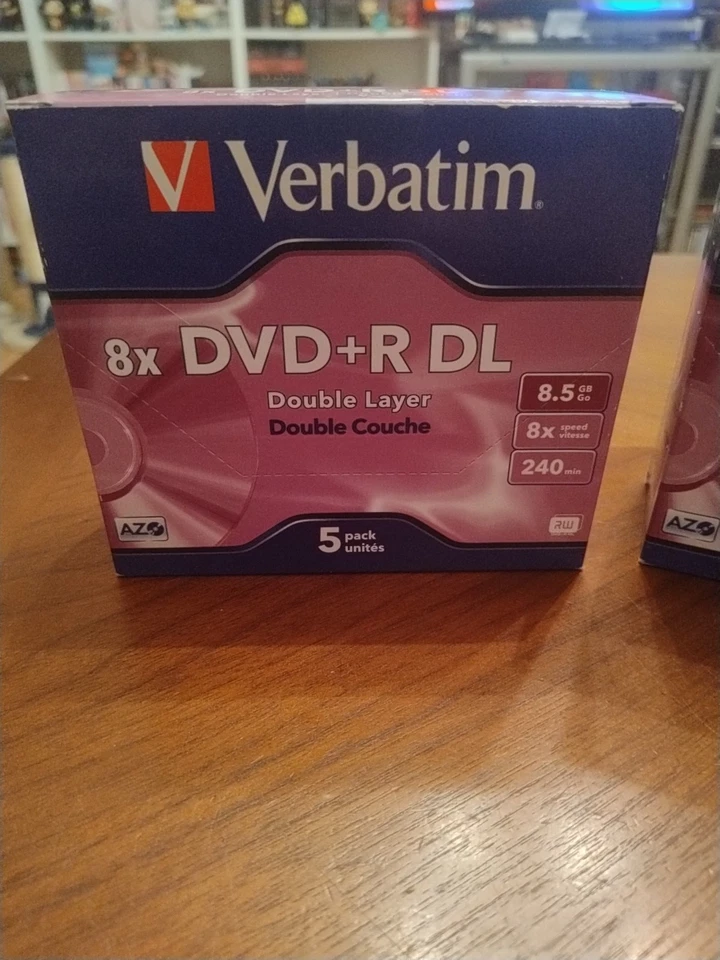 Verbatim®
8x DVD+R DL
Double Layer
Double Couche
8.5 GB Go
8x speed vitesse
240 min
AZO
RW
5 pack unités
AZO